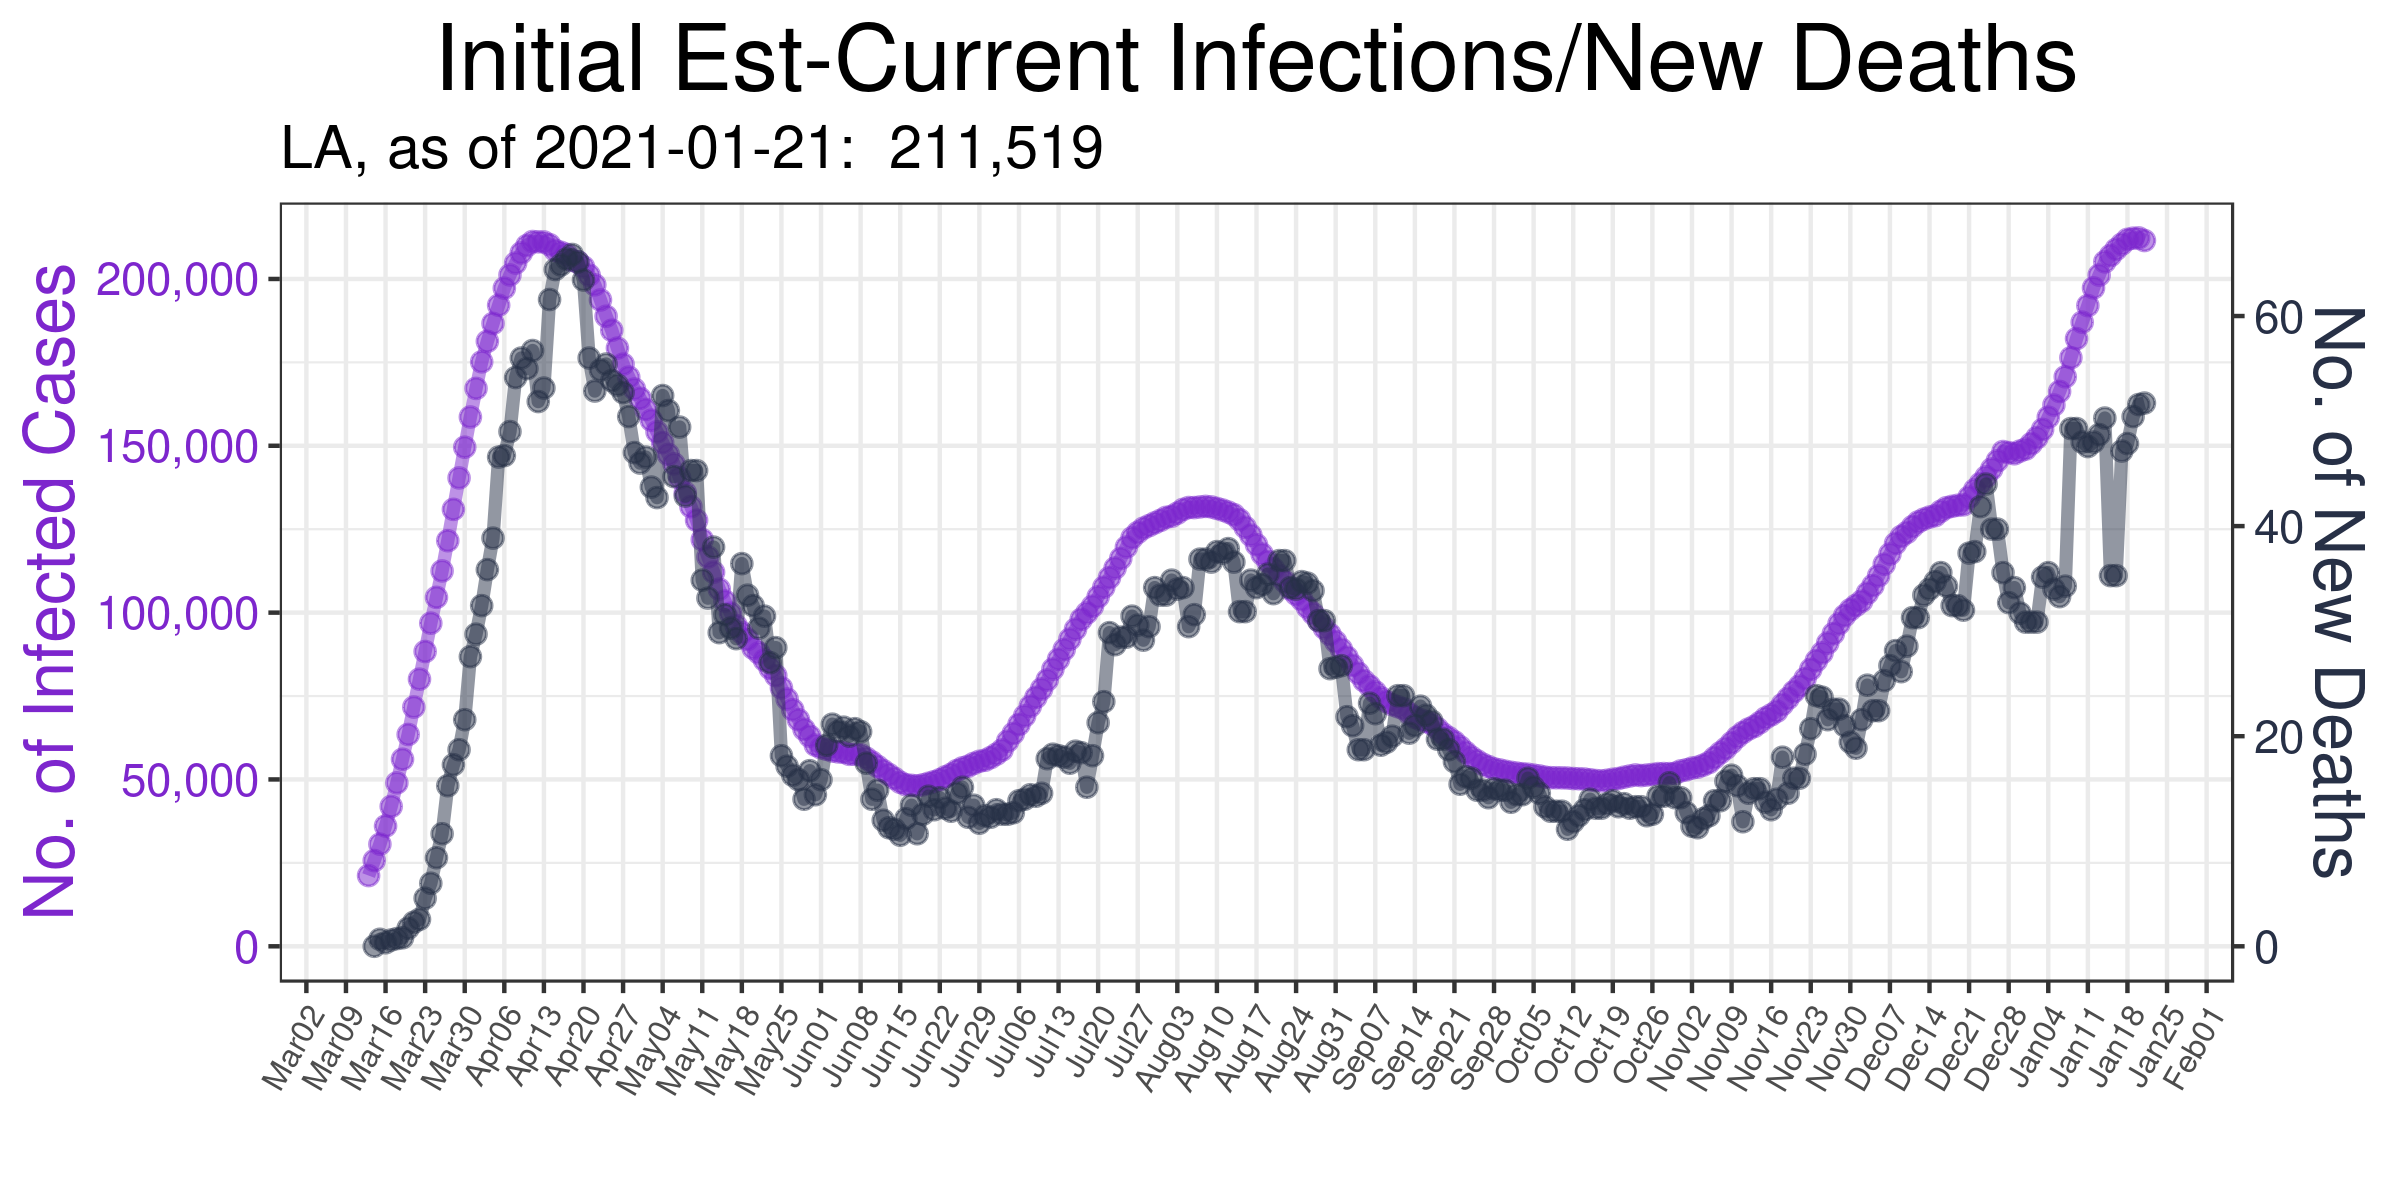 Initial Est-Current Infections/New Deaths
LA, as of 2021-01-21: 211,519
No. of Infected Cases
200,000
150,000
100,000
50,000
0
60
40
20
0
No. of New Deaths
Mar02
Mar09
Mar16
Mar23
Mar30
Apr06
Apr13
Apr20
Apr27
May04
May11
May18
May25
Jun01
Jun08
Jun15
Jun22
Jun29
Jul06
Jul13
Jul20
Jul27
Aug03
Aug10
Aug17
Aug24
Aug31
Sep07
Sep14
Sep21
Sep28
Oct05
Oct12
Oct19
Oct26
Nov02
Nov09
Nov16
Nov23
Nov30
Dec07
Dec14
Dec21
Dec28
Jan04
Jan11
Jan18
Jan25
Feb01